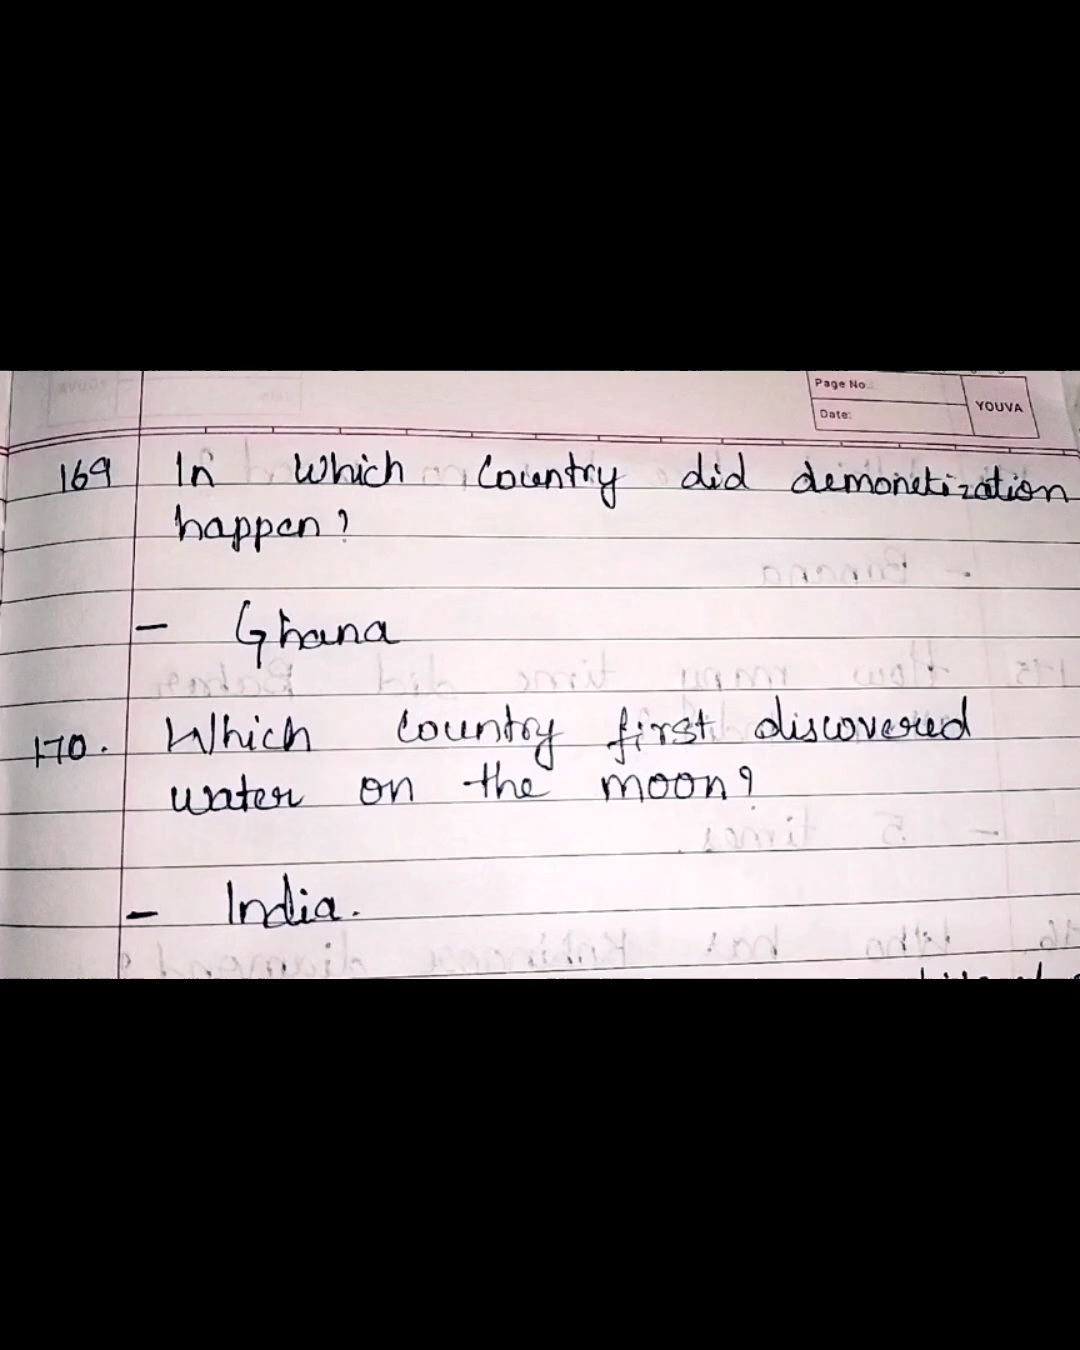 Page No.
Date:
YOUVA
169 In which country did demonetization
happen?
- Ghana
170. Which country first discovered
water on the moon?
- India.